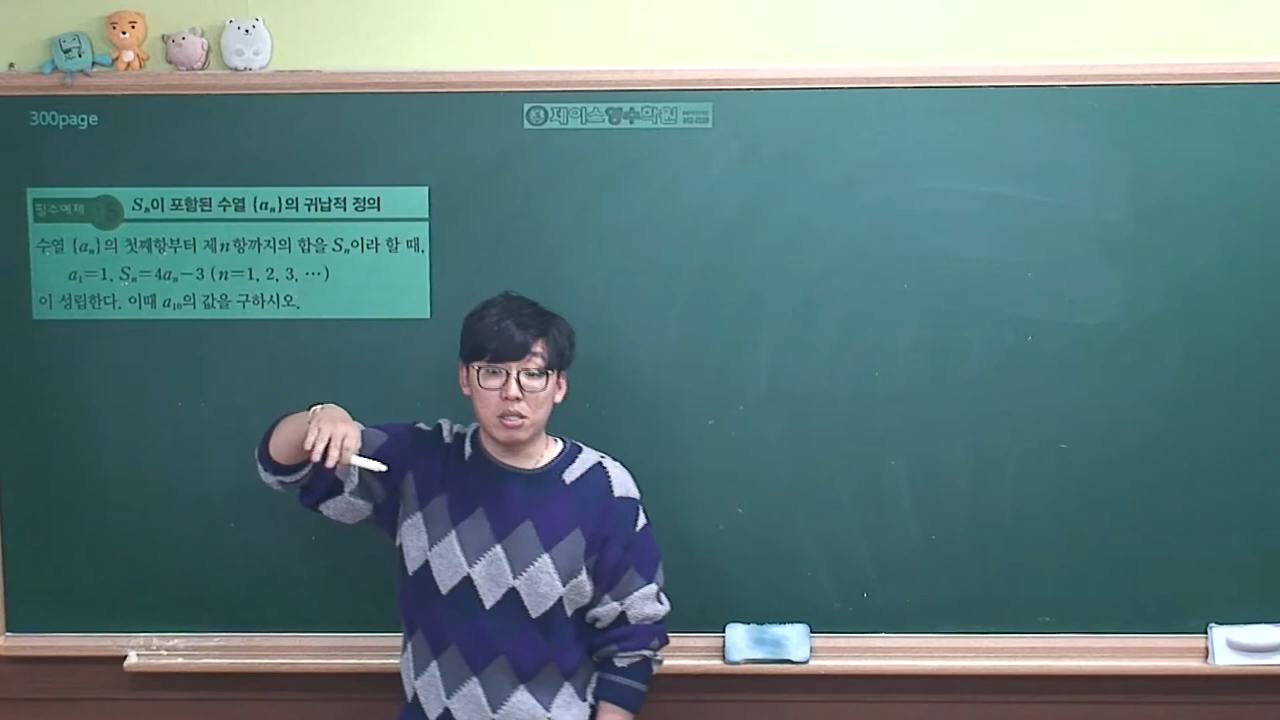 300page
제이스영수학원
필수예제
Sₙ이 포함된 수열 {aₙ}의 귀납적 정의
수열 {aₙ}의 첫째항부터 제n항까지의 합을 Sₙ이라 할 때,
a₁=1, Sₙ=4aₙ−3 (n=1, 2, 3, ⋯)
이 성립한다. 이때 a₁₀의 값을 구하시오.